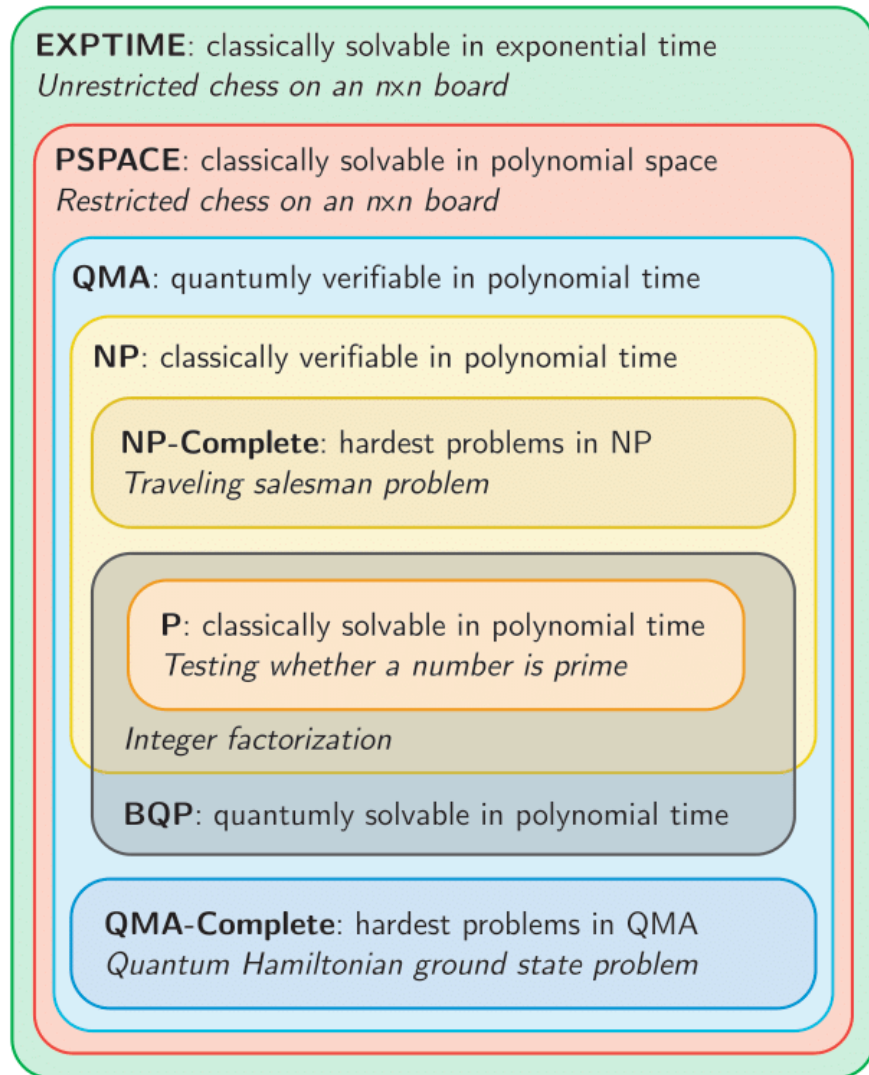 EXPTIME: classically solvable in exponential time
Unrestricted chess on an n×n board
PSPACE: classically solvable in polynomial space
Restricted chess on an n×n board
QMA: quantumly verifiable in polynomial time
NP: classically verifiable in polynomial time
NP-Complete: hardest problems in NP
Traveling salesman problem
P: classically solvable in polynomial time
Testing whether a number is prime
Integer factorization
BQP: quantumly solvable in polynomial time
QMA-Complete: hardest problems in QMA
Quantum Hamiltonian ground state problem